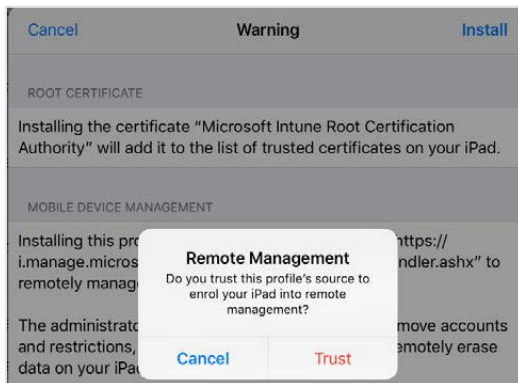 Cancel Warning Install
ROOT CERTIFICATE
Installing the certificate “Microsoft Intune Root Certification
Authority” will add it to the list of trusted certificates on your iPad.
MOBILE DEVICE MANAGEMENT
Installing this pro https://
i.manage.micros ndler.ashx” to
remotely manag
The administrato move accounts
and restrictions, emotely erase
data on your iPa
Remote Management
Do you trust this profile’s source to
enrol your iPad into remote
management?
Cancel Trust